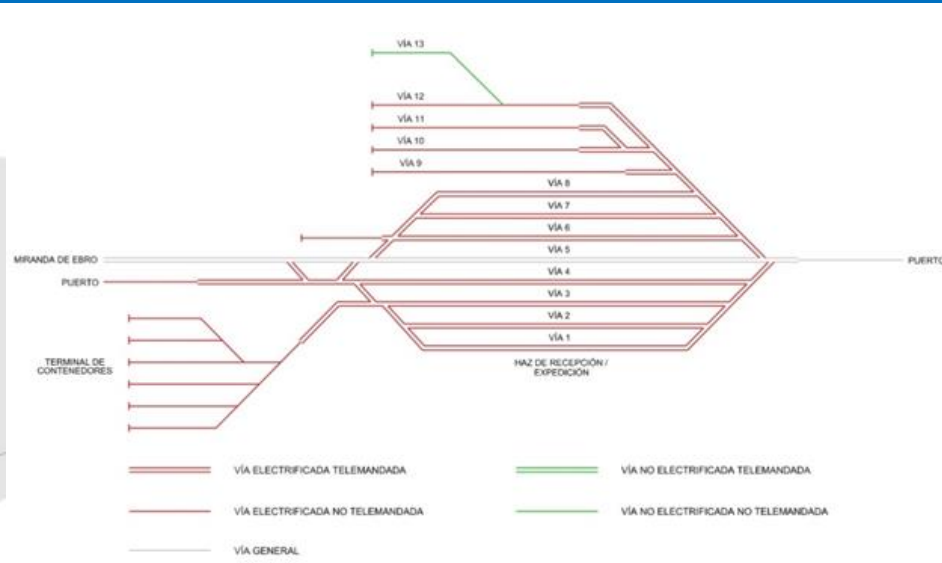 VÍA 13
VÍA 12
VÍA 11
VÍA 10
VÍA 9
VÍA 8
VÍA 7
VÍA 6
VÍA 5
MIRANDA DE EBRO
PUERTO
VÍA 4
PUERTO
VÍA 3
VÍA 2
VÍA 1
TERMINAL DE
CONTENEDORES
HAZ DE RECEPCIÓN /
EXPEDICIÓN
VÍA ELECTRIFICADA TELEMANDADA
VÍA NO ELECTRIFICADA TELEMANDADA
VÍA ELECTRIFICADA NO TELEMANDADA
VÍA NO ELECTRIFICADA NO TELEMANDADA
VÍA GENERAL